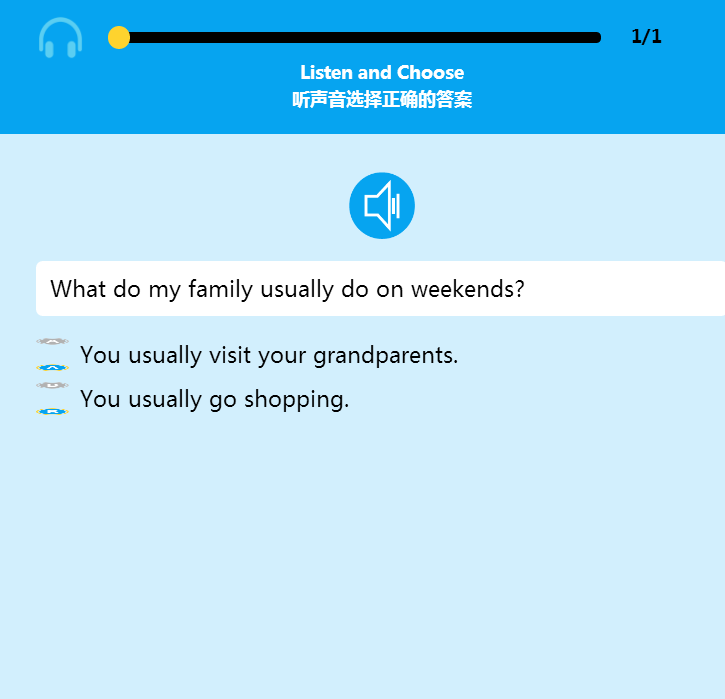 1/1
Listen and Choose
听声音选择正确的答案
What do my family usually do on weekends?
You usually visit your grandparents.
You usually go shopping.